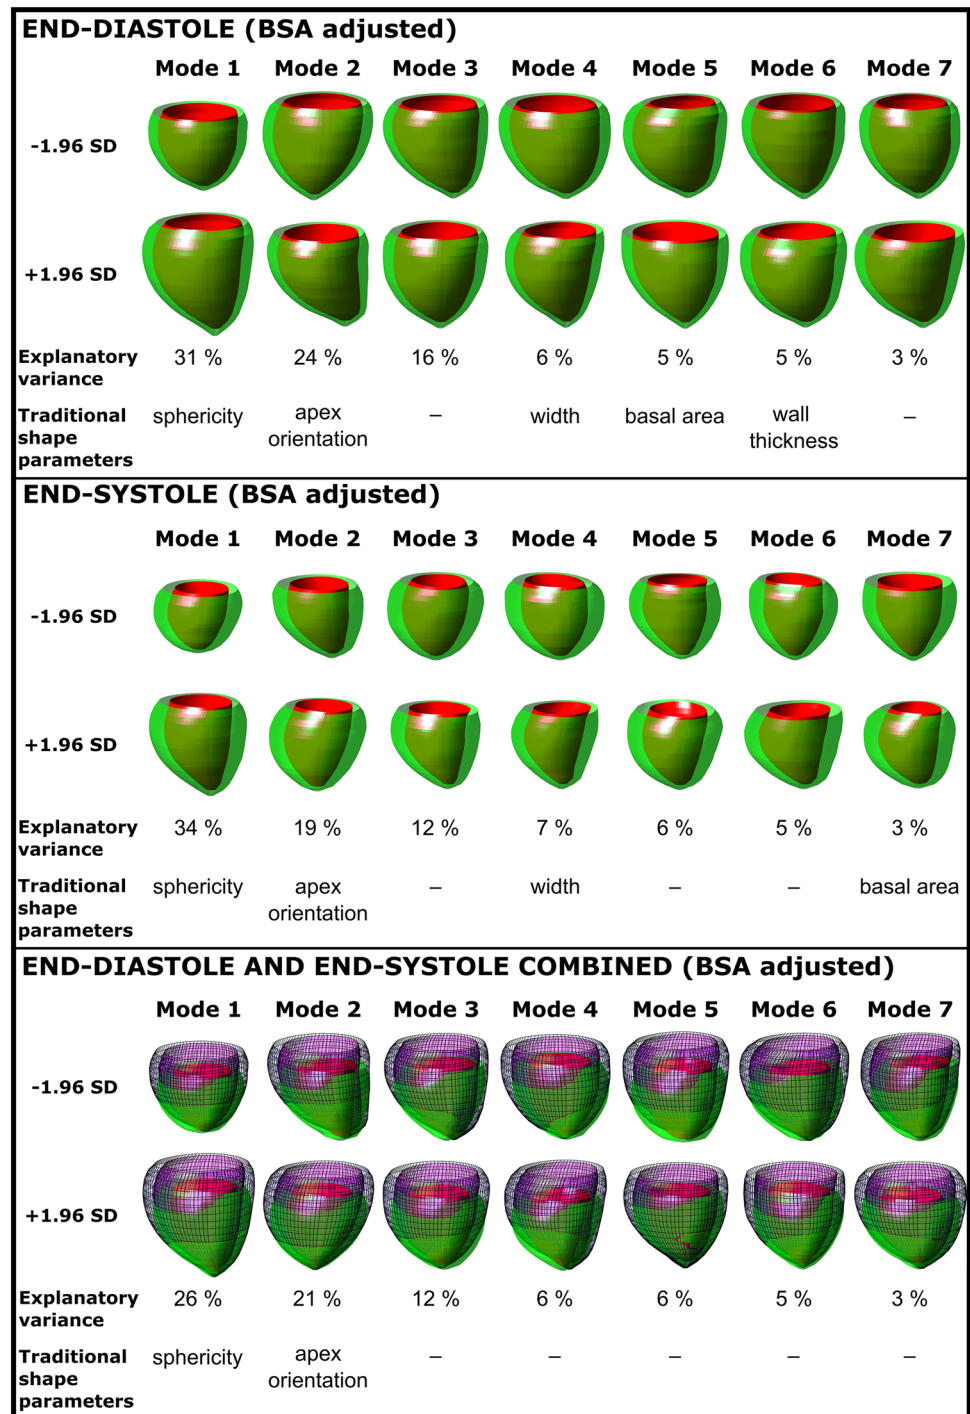 END-DIASTOLE (BSA adjusted)
Mode 1 Mode 2 Mode 3 Mode 4 Mode 5 Mode 6 Mode 7
-1.96 SD
+1.96 SD
Explanatory variance 31 % 24 % 16 % 6 % 5 % 5 % 3 %
Traditional shape parameters sphericity apex orientation – width basal area wall thickness –
END-SYSTOLE (BSA adjusted)
Mode 1 Mode 2 Mode 3 Mode 4 Mode 5 Mode 6 Mode 7
-1.96 SD
+1.96 SD
Explanatory variance 34 % 19 % 12 % 7 % 6 % 5 % 3 %
Traditional shape parameters sphericity apex orientation – width – – basal area
END-DIASTOLE AND END-SYSTOLE COMBINED (BSA adjusted)
Mode 1 Mode 2 Mode 3 Mode 4 Mode 5 Mode 6 Mode 7
-1.96 SD
+1.96 SD
Explanatory variance 26 % 21 % 12 % 6 % 6 % 5 % 3 %
Traditional shape parameters sphericity apex orientation – – – – –